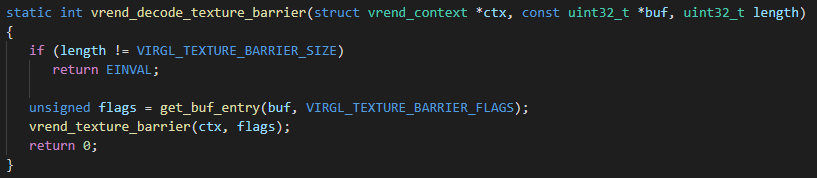 static int vrend_decode_texture_barrier(struct vrend_context *ctx, const uint32_t *buf, uint32_t length)
{
   if (length != VIRGL_TEXTURE_BARRIER_SIZE)
      return EINVAL;

   unsigned flags = get_buf_entry(buf, VIRGL_TEXTURE_BARRIER_FLAGS);
   vrend_texture_barrier(ctx, flags);
   return 0;
}